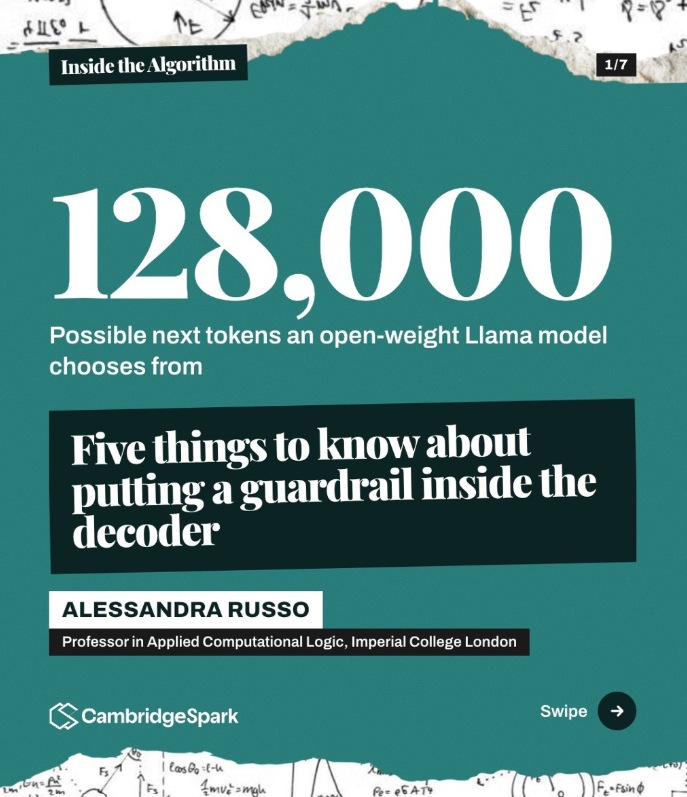 Inside the Algorithm
1/7
128,000
Possible next tokens an open-weight Llama model
chooses from
Five things to know about
putting a guardrail inside the
decoder
ALESSANDRA RUSSO
Professor in Applied Computational Logic, Imperial College London
CambridgeSpark
Swipe